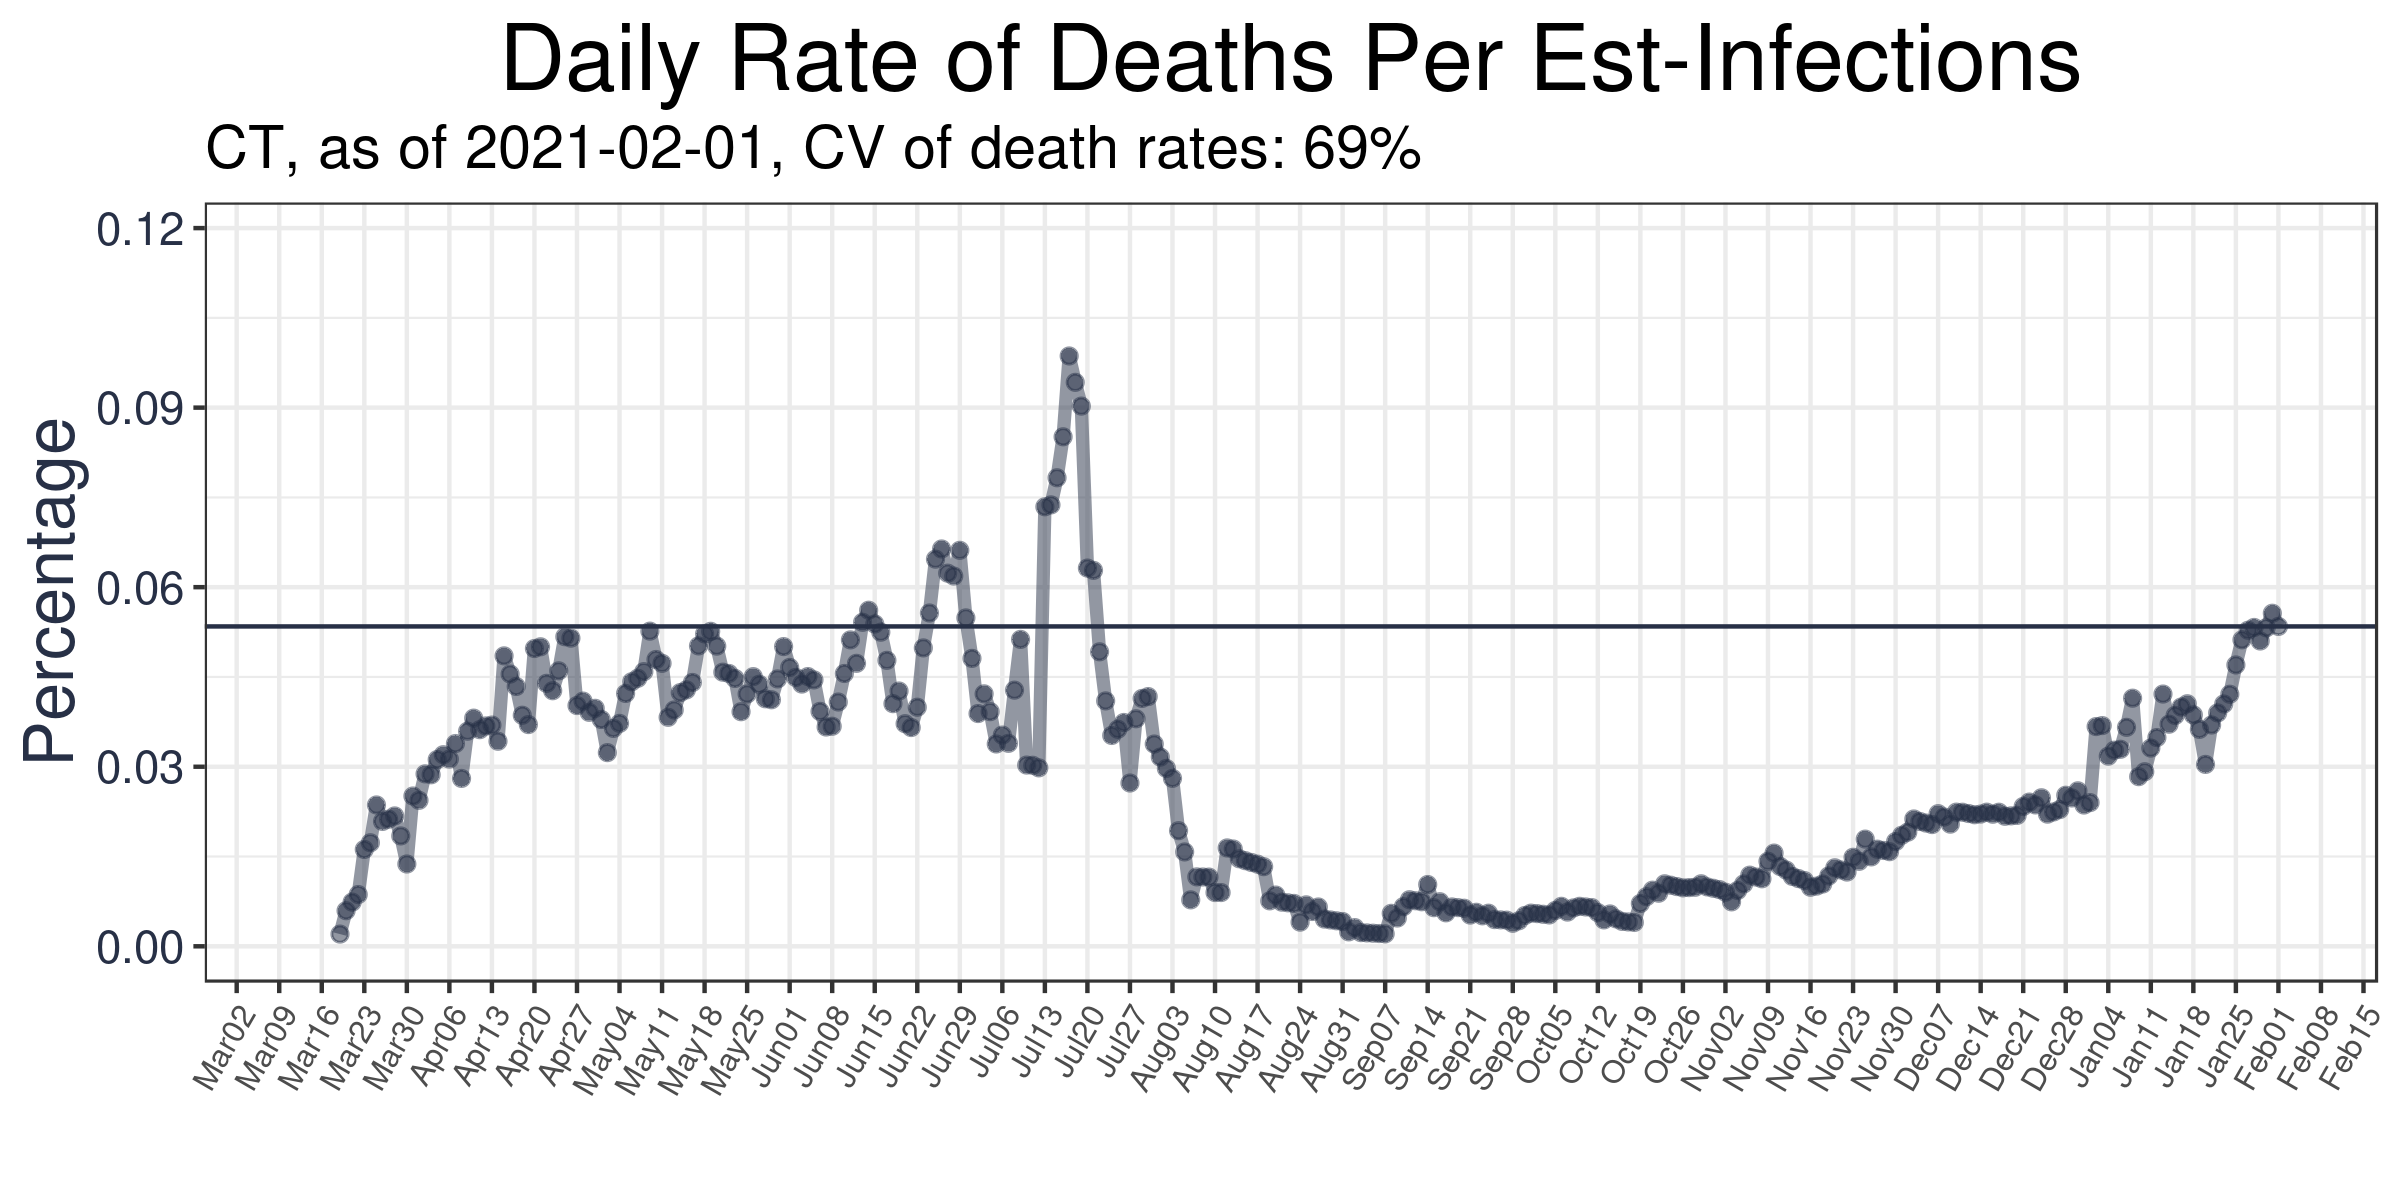 Daily Rate of Deaths Per Est-Infections
CT, as of 2021-02-01, CV of death rates: 69%
Percentage
0.12
0.09
0.06
0.03
0.00
Mar02 Mar09 Mar16 Mar23 Mar30 Apr06 Apr13 Apr20 Apr27 May04 May11 May18 May25 Jun01 Jun08 Jun15 Jun22 Jun29 Jul06 Jul13 Jul20 Jul27 Aug03 Aug10 Aug17 Aug24 Aug31 Sep07 Sep14 Sep21 Sep28 Oct05 Oct12 Oct19 Oct26 Nov02 Nov09 Nov16 Nov23 Nov30 Dec07 Dec14 Dec21 Dec28 Jan04 Jan11 Jan18 Jan25 Feb01 Feb08 Feb15